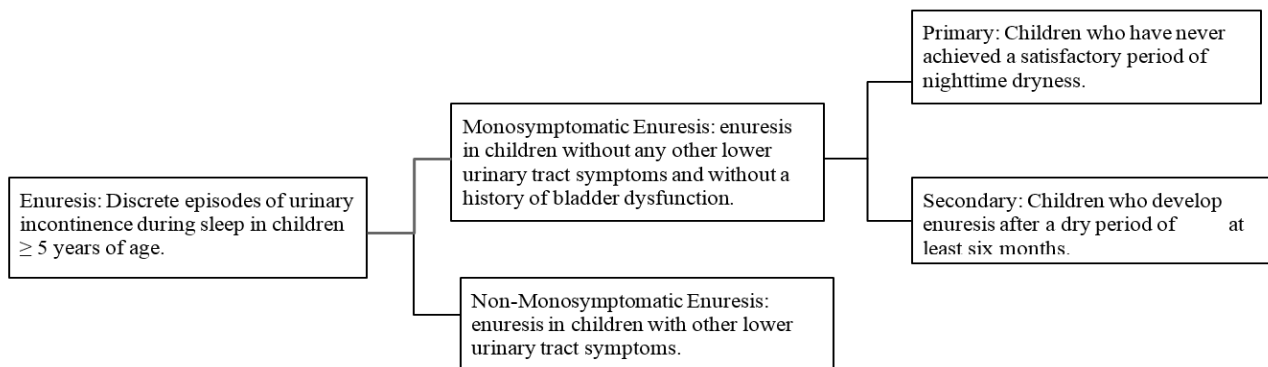 Enuresis: Discrete episodes of urinary
incontinence during sleep in children
≥ 5 years of age.
Monosymptomatic Enuresis: enuresis
in children without any other lower
urinary tract symptoms and without a
history of bladder dysfunction.
Primary: Children who have never
achieved a satisfactory period of
nighttime dryness.
Secondary: Children who develop
enuresis after a dry period of at
least six months.
Non-Monosymptomatic Enuresis:
enuresis in children with other lower
urinary tract symptoms.